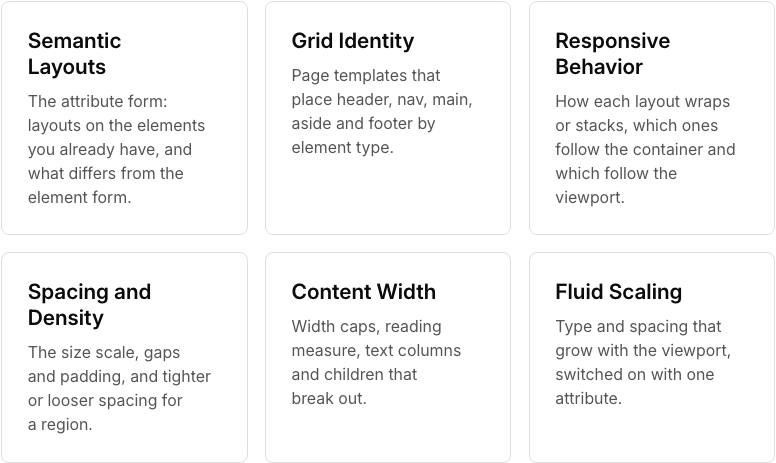 Semantic
Layouts
The attribute form:
layouts on the elements
you already have, and
what differs from the
element form.
Grid Identity
Page templates that
place header, nav, main,
aside and footer by
element type.
Responsive
Behavior
How each layout wraps
or stacks, which ones
follow the container and
which follow the
viewport.
Spacing and
Density
The size scale, gaps
and padding, and tighter
or looser spacing for
a region.
Content Width
Width caps, reading
measure, text columns
and children that
break out.
Fluid Scaling
Type and spacing that
grow with the viewport,
switched on with one
attribute.